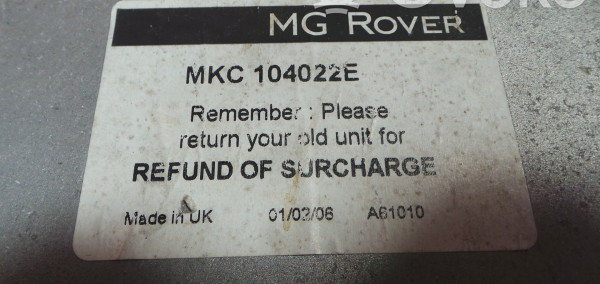 MG ROVER
MKC 104022E
Remember : Please
return your old unit for
REFUND OF SURCHARGE
Made in UK 01/03/06 A61010